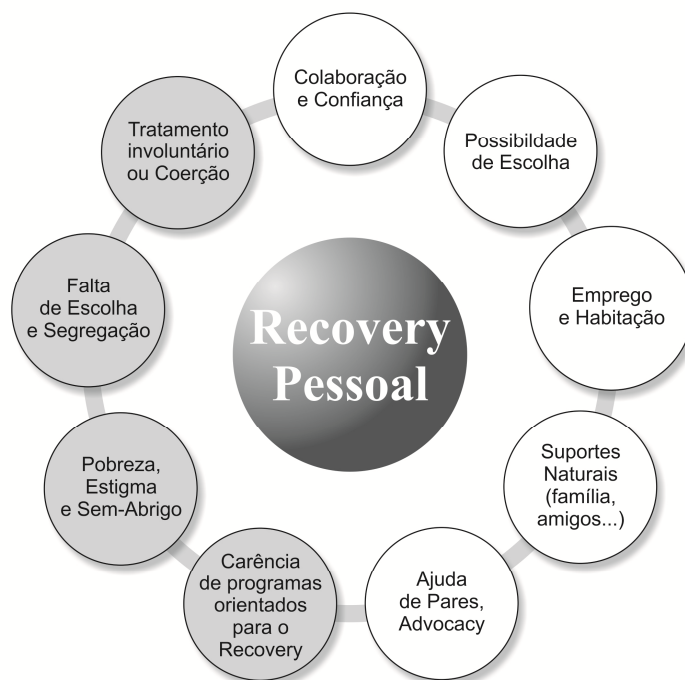 Colaboração
e Confiança
Possibildade
de Escolha
Emprego
e Habitação
Suportes
Naturais
(família,
amigos...)
Ajuda
de Pares,
Advocacy
Carência
de programas
orientados
para o
Recovery
Pobreza,
Estigma
e Sem-Abrigo
Falta
de Escolha
e Segregação
Tratamento
involuntário
ou Coerção
Recovery
Pessoal